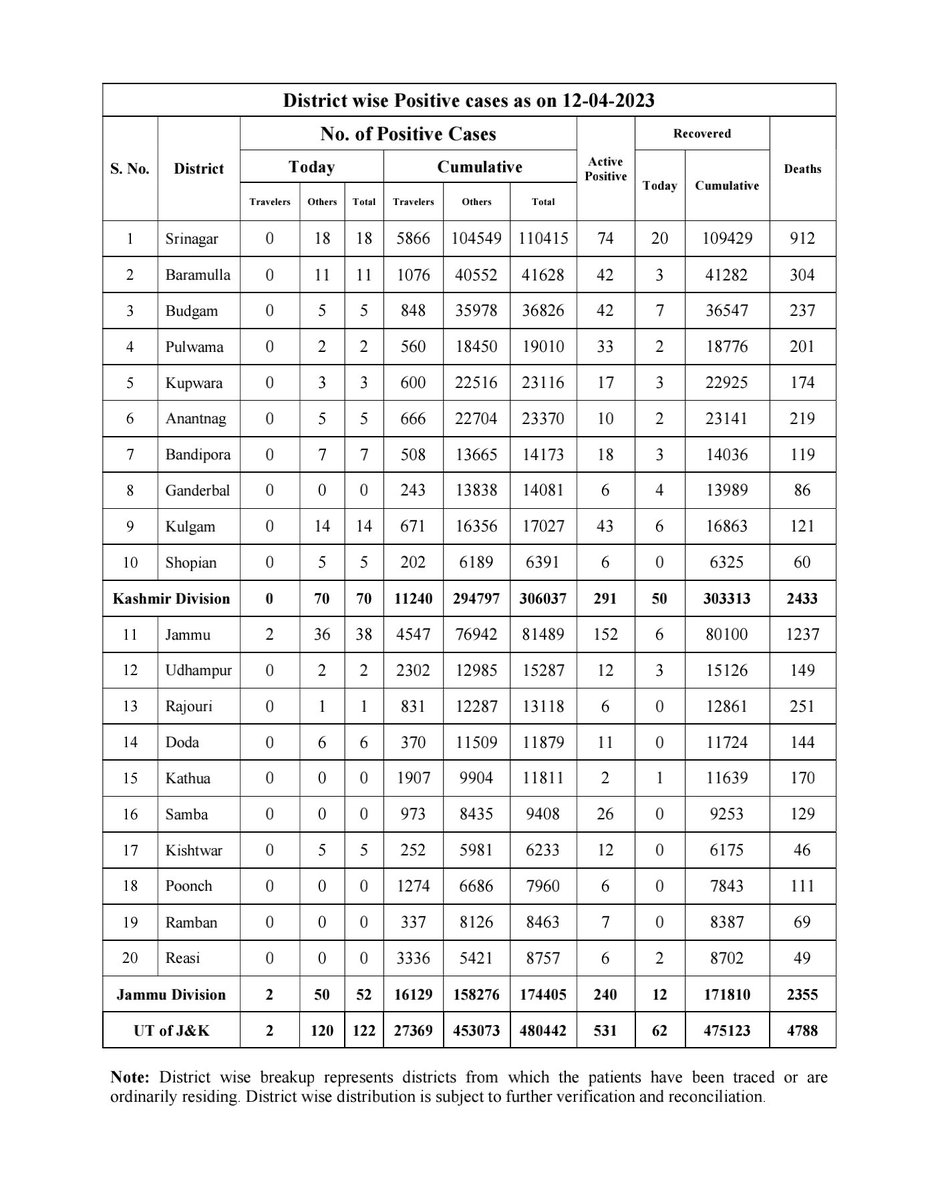 District wise Positive cases as on 12-04-2023
S. No. District No. of Positive Cases Active Positive Recovered Deaths
Today Cumulative Today Cumulative
Travelers Others Total Travelers Others Total
1 Srinagar 0 18 18 5866 104549 110415 74 20 109429 912
2 Baramulla 0 11 11 1076 40552 41628 42 3 41282 304
3 Budgam 0 5 5 848 35978 36826 42 7 36547 237
4 Pulwama 0 2 2 560 18450 19010 33 2 18776 201
5 Kupwara 0 3 3 600 22516 23116 17 3 22925 174
6 Anantnag 0 5 5 666 22704 23370 10 2 23141 219
7 Bandipora 0 7 7 508 13665 14173 18 3 14036 119
8 Ganderbal 0 0 0 243 13838 14081 6 4 13989 86
9 Kulgam 0 14 14 671 16356 17027 43 6 16863 121
10 Shopian 0 5 5 202 6189 6391 6 0 6325 60
Kashmir Division 0 70 70 11240 294797 306037 291 50 303313 2433
11 Jammu 2 36 38 4547 76942 81489 152 6 80100 1237
12 Udhampur 0 2 2 2302 12985 15287 12 3 15126 149
13 Rajouri 0 1 1 831 12287 13118 6 0 12861 251
14 Doda 0 6 6 370 11509 11879 11 0 11724 144
15 Kathua 0 0 0 1907 9904 11811 2 1 11639 170
16 Samba 0 0 0 973 8435 9408 26 0 9253 129
17 Kishtwar 0 5 5 252 5981 6233 12 0 6175 46
18 Poonch 0 0 0 1274 6686 7960 6 0 7843 111
19 Ramban 0 0 0 337 8126 8463 7 0 8387 69
20 Reasi 0 0 0 3336 5421 8757 6 2 8702 49
Jammu Division 2 50 52 16129 158276 174405 240 12 171810 2355
UT of J&K 2 120 122 27369 453073 480442 531 62 475123 4788
Note: District wise breakup represents districts from which the patients have been traced or are
ordinarily residing. District wise distribution is subject to further verification and reconciliation.